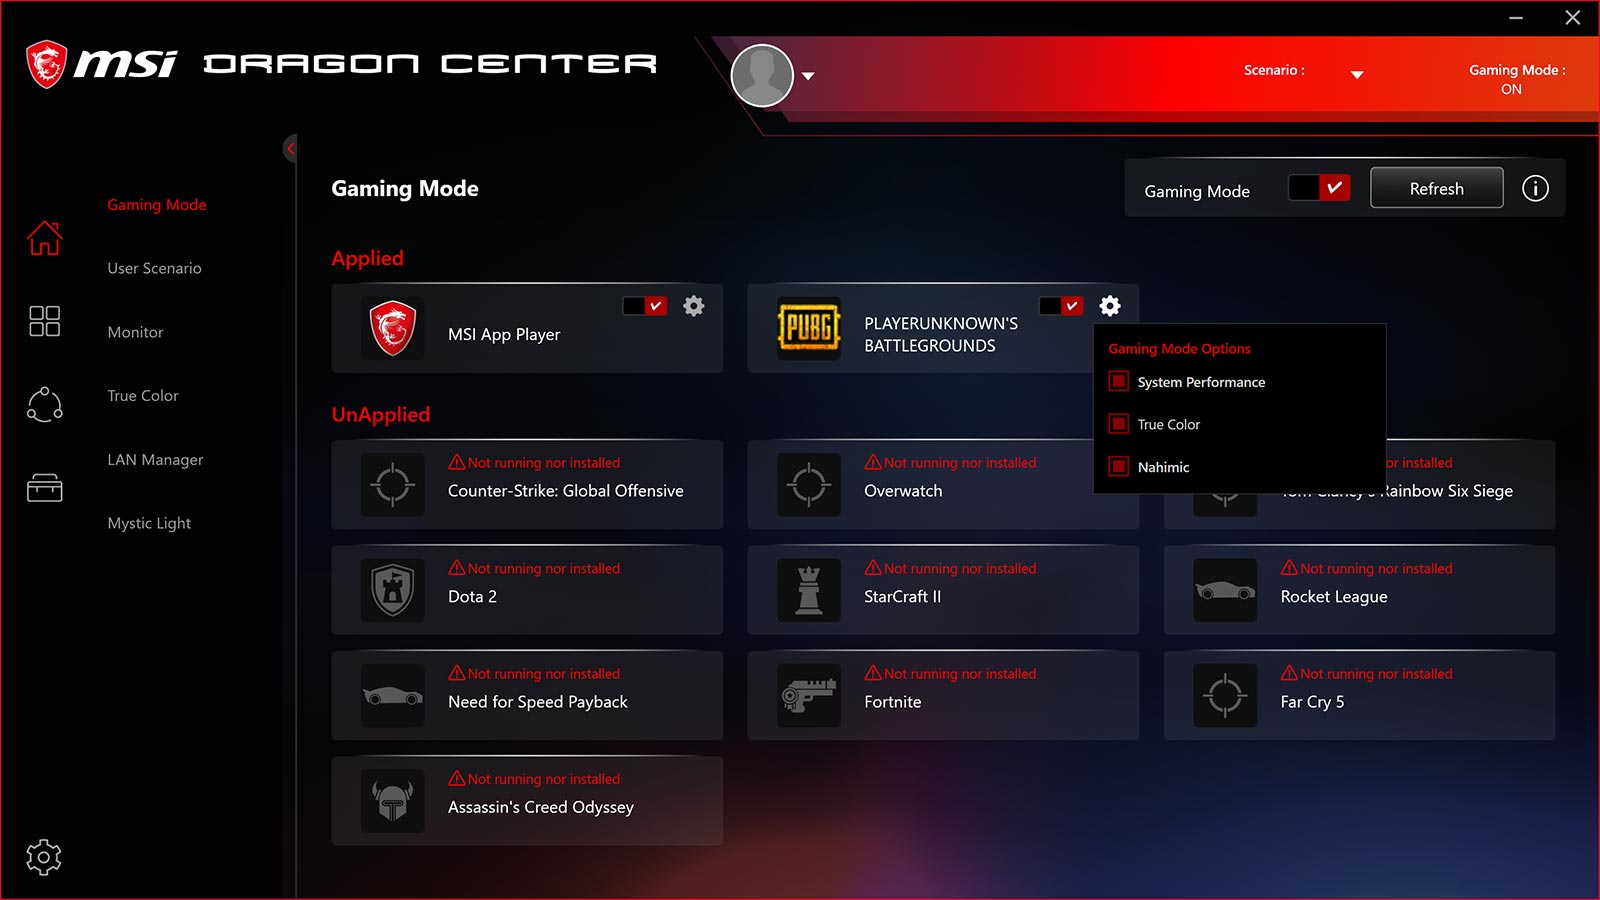 msi DRAGON CENTER
Scenario :
Gaming Mode :
ON
Gaming Mode
User Scenario
Monitor
True Color
LAN Manager
Mystic Light
Gaming Mode
Gaming Mode
Refresh
Applied
MSI App Player
PUBG
PLAYERUNKNOWN'S
BATTLEGROUNDS
Gaming Mode Options
System Performance
True Color
Nahimic
UnApplied
Not running nor installed
Counter-Strike: Global Offensive
Not running nor installed
Overwatch
or installed
Tom Clancy's Rainbow Six Siege
Not running nor installed
Dota 2
Not running nor installed
StarCraft II
Not running nor installed
Rocket League
Not running nor installed
Need for Speed Payback
Not running nor installed
Fortnite
Not running nor installed
Far Cry 5
Not running nor installed
Assassin's Creed Odyssey